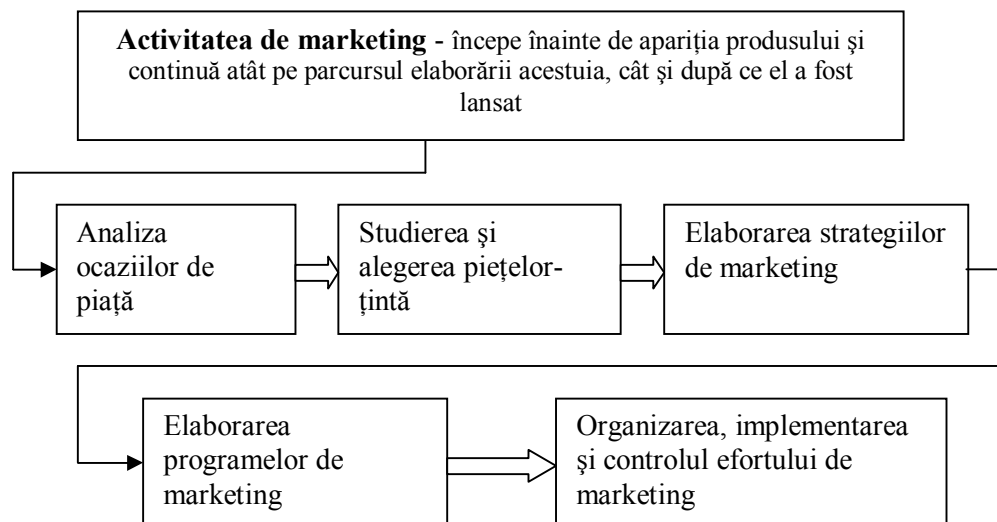 Activitatea de marketing - începe înainte de apariția produsului şi
continuă atât pe parcursul elaborării acestuia, cât şi după ce el a fost
lansat
Analiza
ocaziilor de
piață
Studierea şi
alegerea piețelor-
țintă
Elaborarea strategiilor
de marketing
Elaborarea
programelor de
marketing
Organizarea, implementarea
şi controlul efortului de
marketing